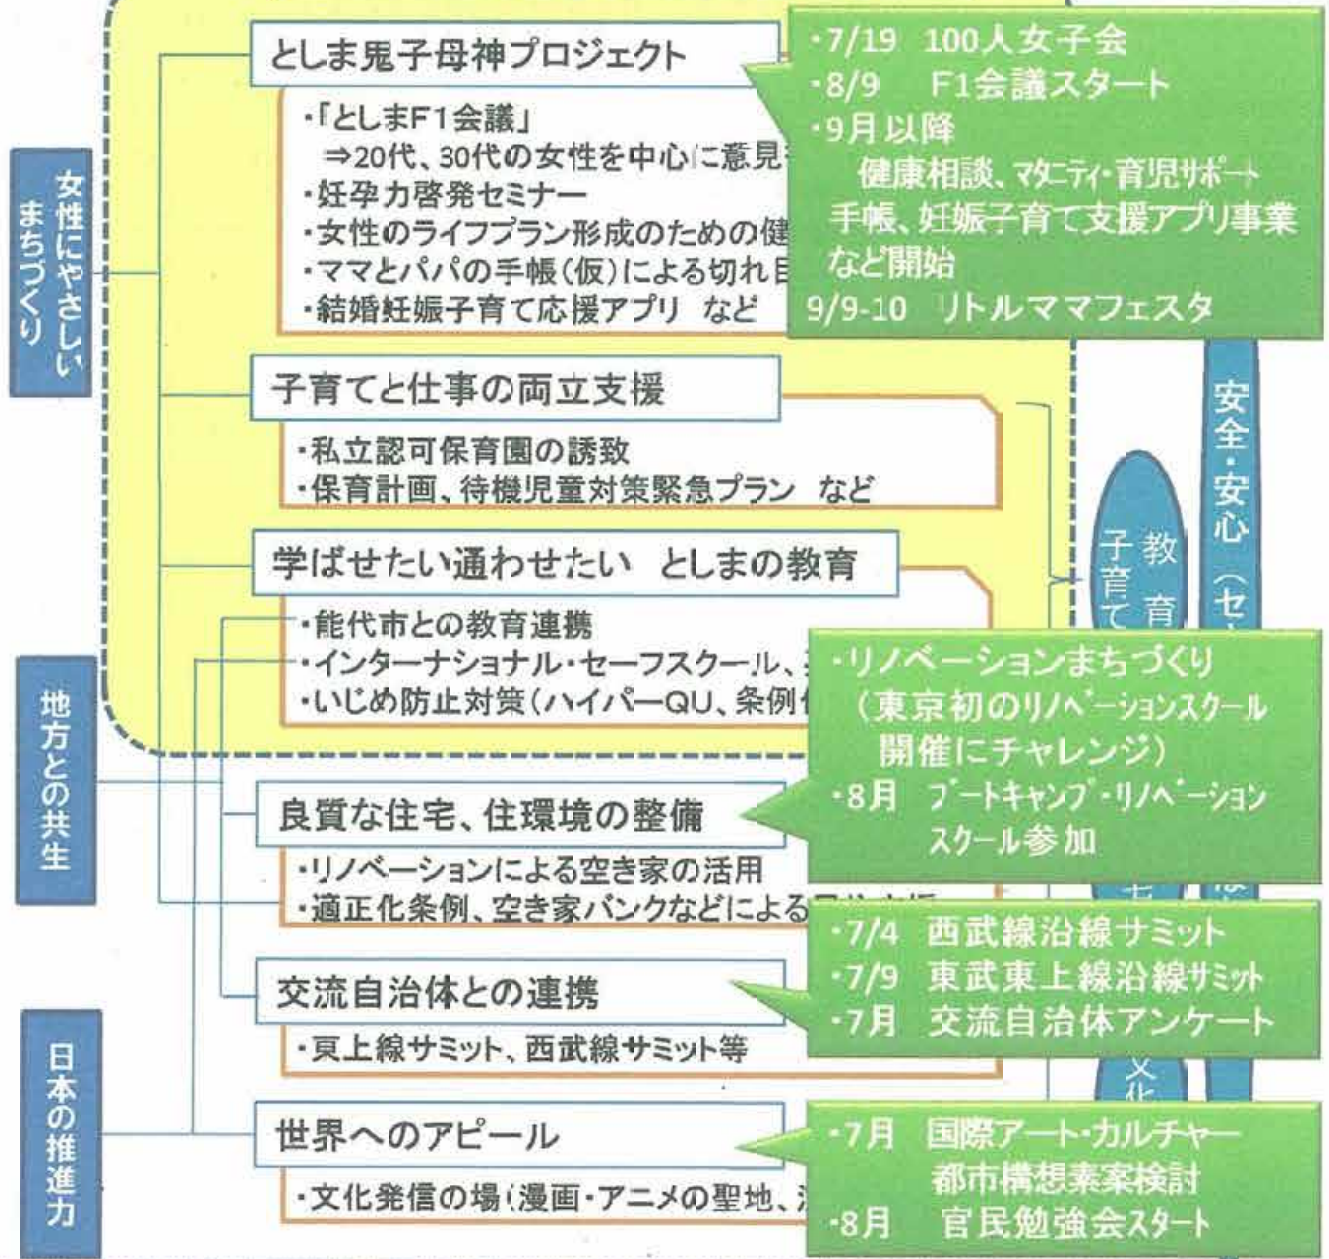 女性にやさしい
まちづくり
地方との共生
日本の推進力
としま鬼子母神プロジェクト
・「としまF1会議」
⇒20代、30代の女性を中心に意見
・妊孕力啓発セミナー
・女性のライフプラン形成のための健
・ママとパパの手帳(仮)による切れ目
・結婚妊娠子育て応援アプリ など
・7/19 100人女子会
・8/9 F1会議スタート
・9月以降
健康相談、マタニティ・育児サポート
手帳、妊娠子育て支援アプリ事業
など開始
9/9-10 リトルママフェスタ
子育てと仕事の両立支援
・私立認可保育園の誘致
・保育計画、待機児童対策緊急プラン など
学ばせたい通わせたい としまの教育
・能代市との教育連携
・インターナショナル・セーフスクール、
・いじめ防止対策(ハイパーQU、条例
・リノベーションまちづくり
(東京初のリノベーションスクール
開催にチャレンジ)
・8月 ブートキャンプ・リノベーション
スクール参加
良質な住宅、住環境の整備
・リノベーションによる空き家の活用
・適正化条例、空き家バンクなどによる
交流自治体との連携
・東上線サミット、西武線サミット等
・7/4 西武線沿線サミット
・7/9 東武東上線沿線サミット
・7月 交流自治体アンケート
世界へのアピール
・文化発信の場(漫画・アニメの聖地、
・7月 国際アート・カルチャー
都市構想素案検討
・8月 官民勉強会スタート
教育
子育て
安全・安心 (セ
文化